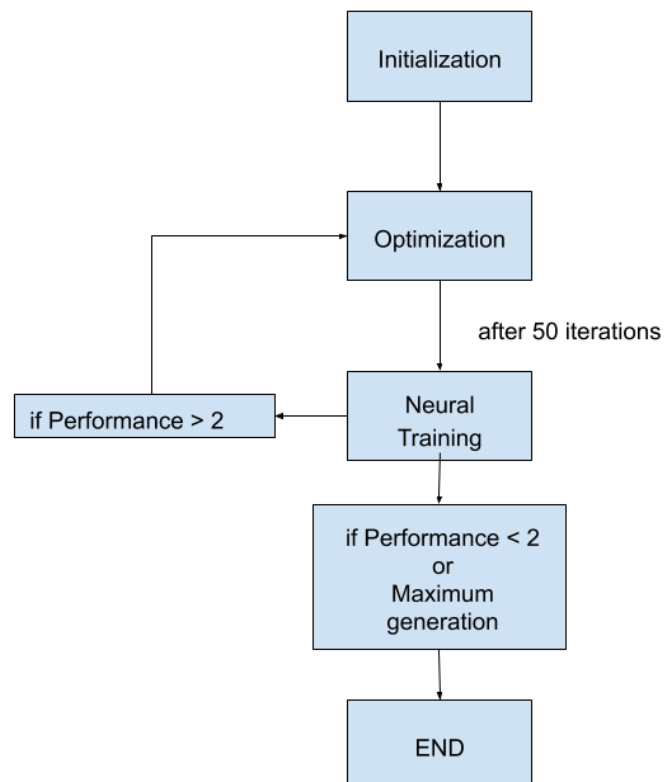 Initialization
Optimization
after 50 iterations
Neural
Training
if Performance > 2
if Performance < 2
or
Maximum
generation
END